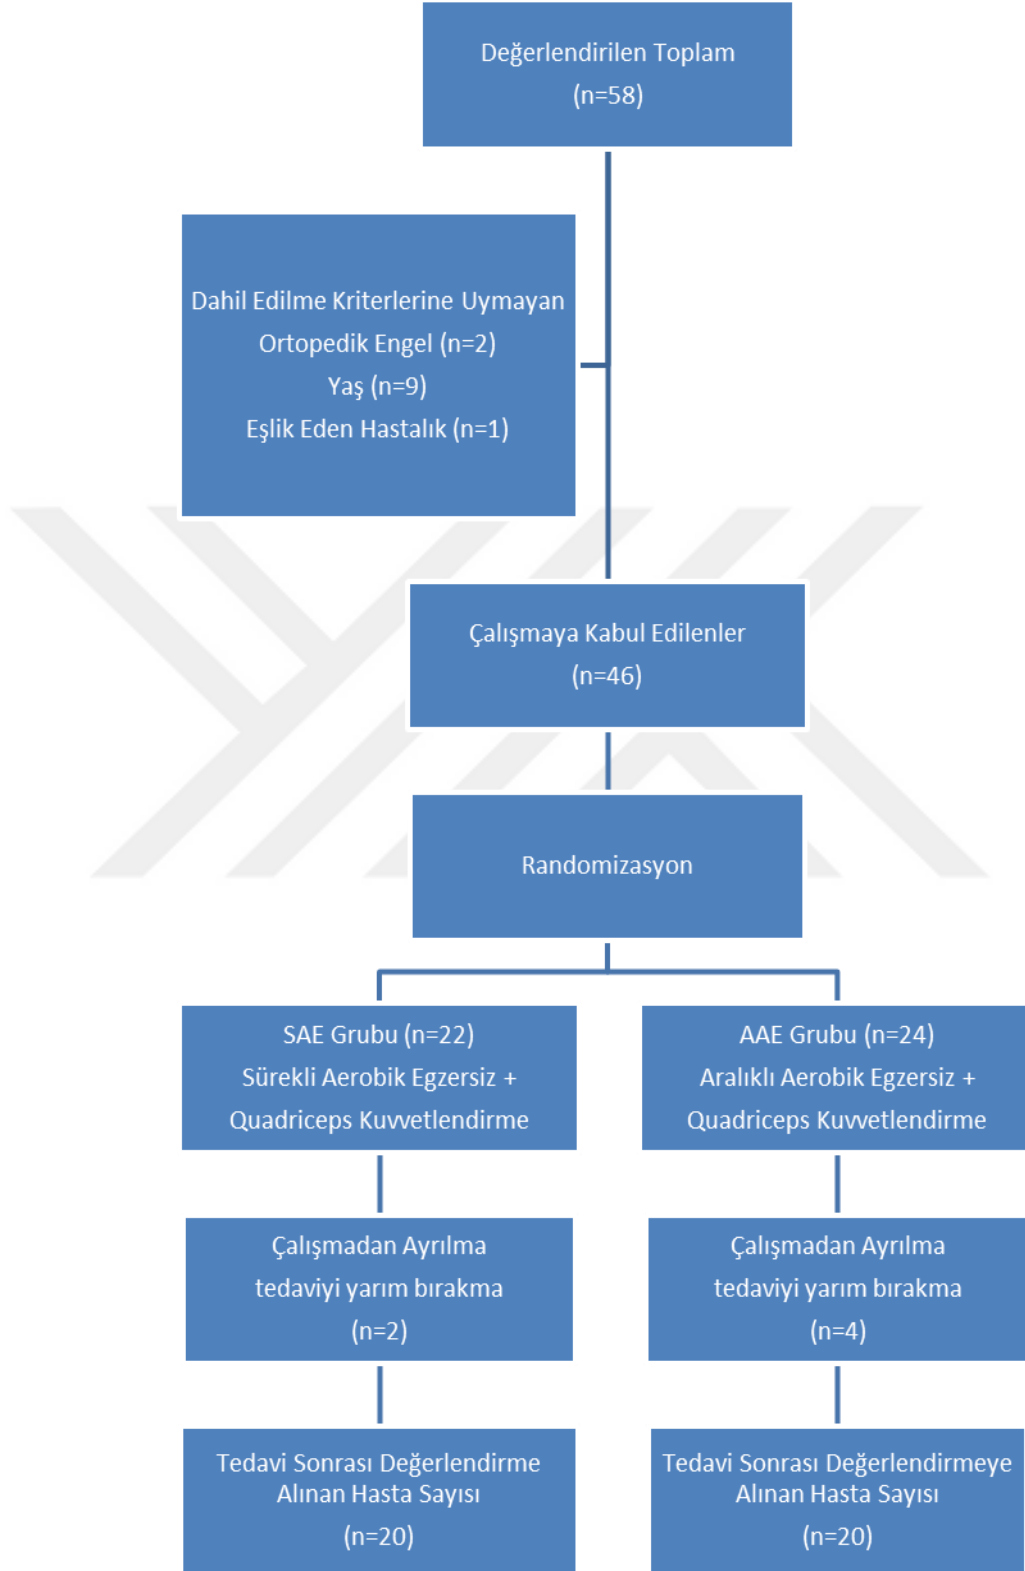 Değerlendirilen Toplam
(n=58)
Dahil Edilme Kriterlerine Uymayan
Ortopedik Engel (n=2)
Yaş (n=9)
Eşlik Eden Hastalık (n=1)
Çalışmaya Kabul Edilenler
(n=46)
Randomizasyon
SAE Grubu (n=22)
Sürekli Aerobik Egzersiz +
Quadriceps Kuvvetlendirme
AAE Grubu (n=24)
Aralıklı Aerobik Egzersiz +
Quadriceps Kuvvetlendirme
Çalışmadan Ayrılma
tedaviyi yarım bırakma
(n=2)
Çalışmadan Ayrılma
tedaviyi yarım bırakma
(n=4)
Tedavi Sonrası Değerlendirme
Alınan Hasta Sayısı
(n=20)
Tedavi Sonrası Değerlendirmeye
Alınan Hasta Sayısı
(n=20)